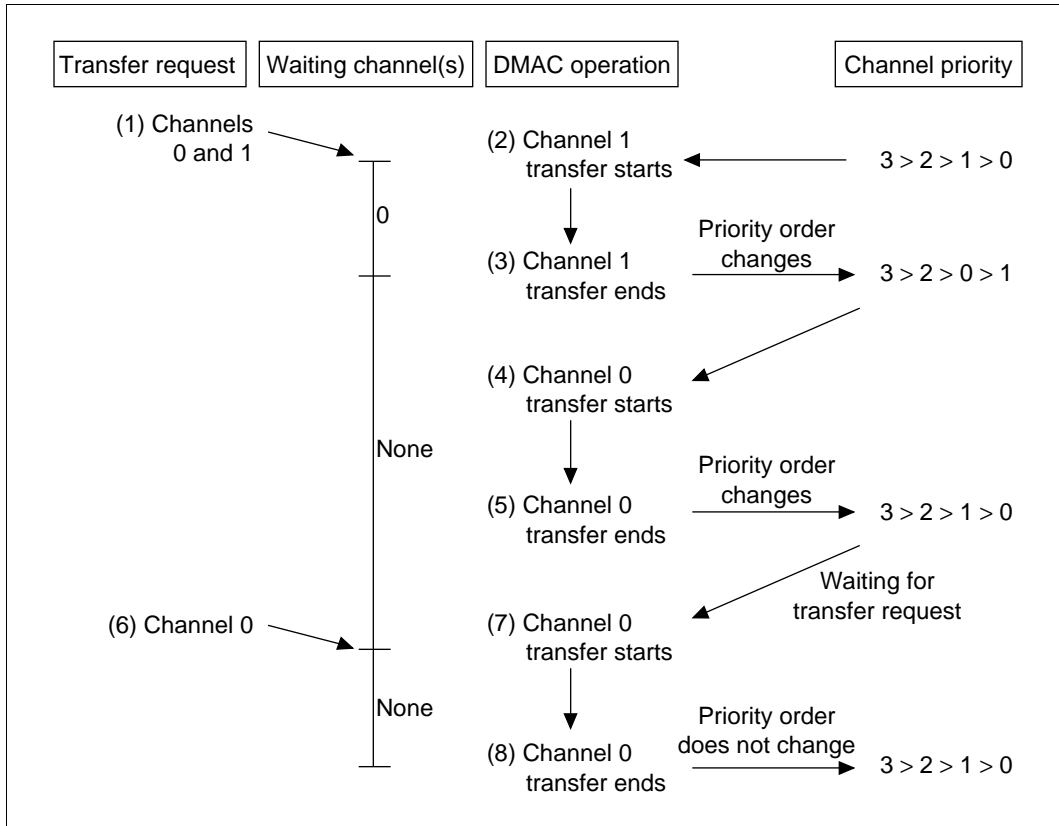 Transfer request
Waiting channel(s)
DMAC operation
Channel priority
(1) Channels
0 and 1
(2) Channel 1
transfer starts
3 > 2 > 1 > 0
0
(3) Channel 1
transfer ends
Priority order
changes
3 > 2 > 0 > 1
(4) Channel 0
transfer starts
None
(5) Channel 0
transfer ends
Priority order
changes
3 > 2 > 1 > 0
Waiting for
transfer request
(6) Channel 0
(7) Channel 0
transfer starts
None
(8) Channel 0
transfer ends
Priority order
does not change
3 > 2 > 1 > 0